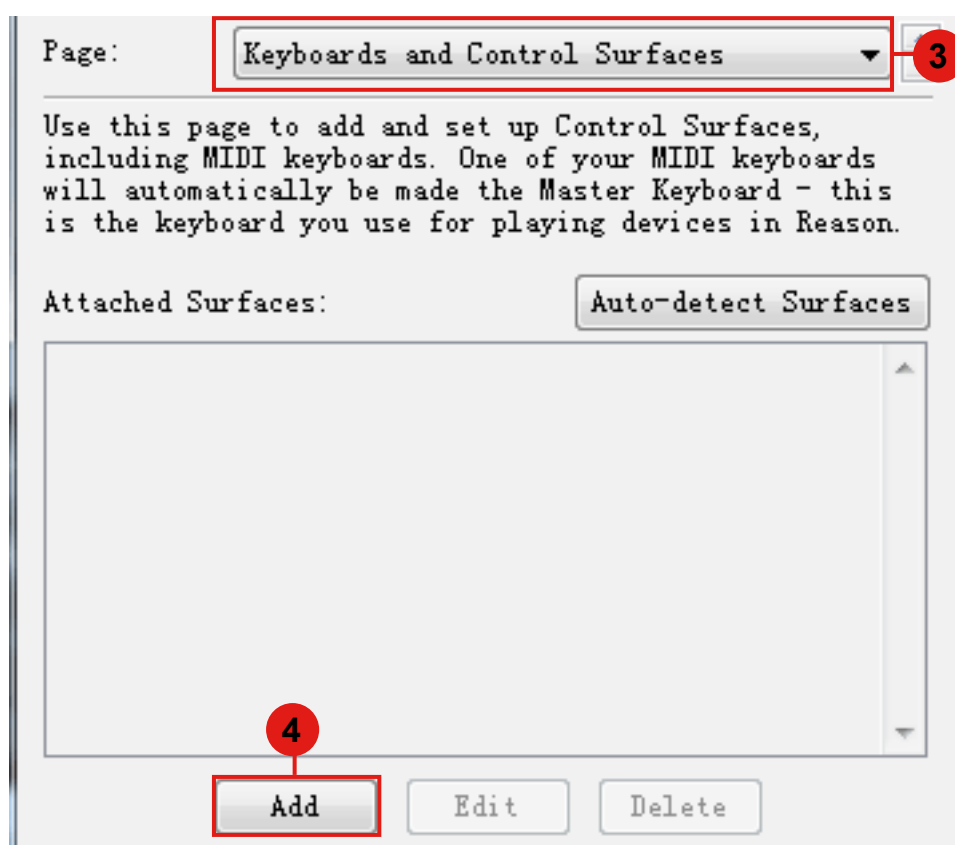 Page: Keyboards and Control Surfaces 3
Use this page to add and set up Control Surfaces,
including MIDI keyboards. One of your MIDI keyboards
will automatically be made the Master Keyboard - this
is the keyboard you use for playing devices in Reason.
Attached Surfaces: Auto-detect Surfaces
4
Add Edit Delete